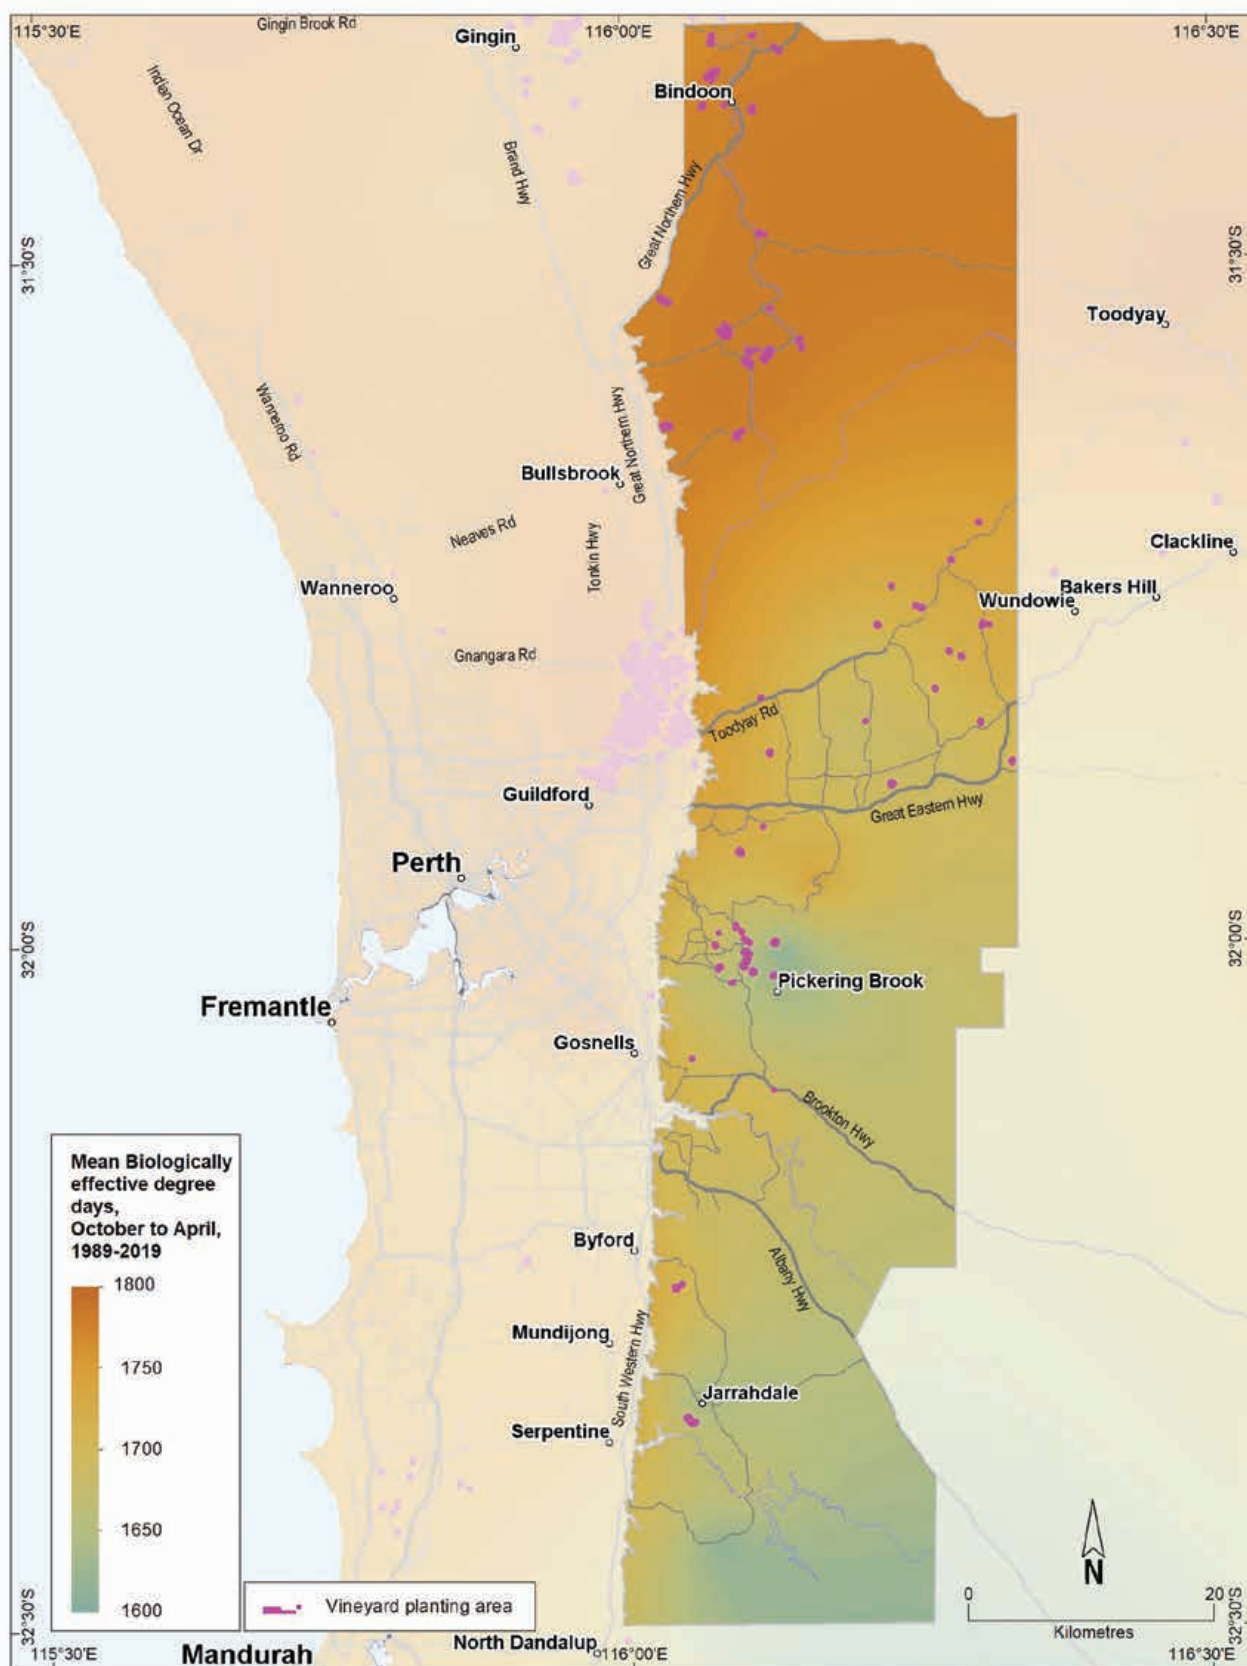 115°30'E
Gingin Brook Rd
116°00'E
116°30'E
Gingin
Indian Ocean Dr
Bindoon
Brand Hwy
Great Northern Hwy
31°30'S
31°30'S
Toodyay
Wanneroo Rd
Great Northern Hwy
Bullsbrook
Neaves Rd
Tonkin Hwy
Clackline
Wanneroo
Bakers Hill
Wundowie
Gnangara Rd
Toodyay Rd
Guildford
Great Eastern Hwy
Perth
32°00'S
32°00'S
Pickering Brook
Fremantle
Gosnells
Brookton Hwy
Mean Biologically
effective degree
days,
October to April,
1989-2019
1800
1750
1700
1650
1600
Byford
Albany Hwy
Mundijong
South Western Hwy
Jarrahdale
Serpentine
N
0
20
Kilometres
Vineyard planting area
32°30'S
32°30'S
North Dandalup
Mandurah
115°30'E
116°00'E
116°30'E